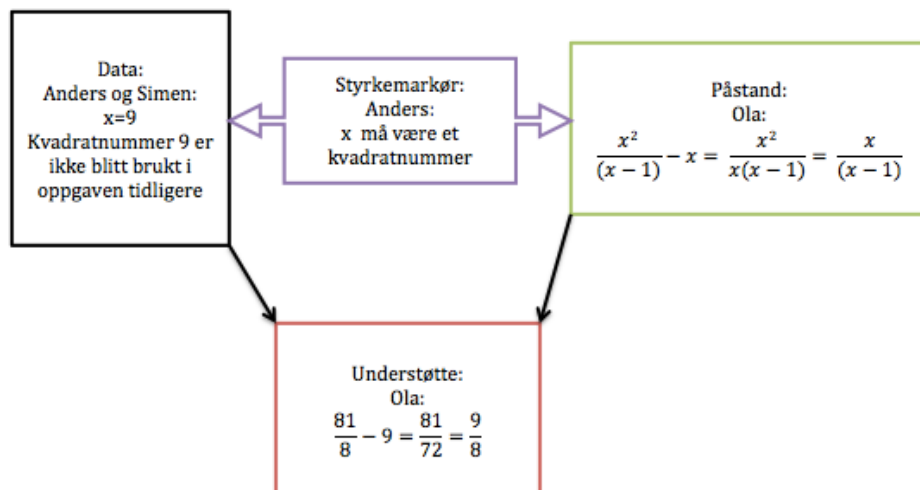 Data:
Anders og Simen:
x=9
Kvadratnummer 9 er
ikke blitt brukt i
oppgaven tidligere
Styrkemarkør:
Anders:
x må være et
kvadratnummer
Påstand:
Ola:
x²/(x − 1) − x = x²/x(x − 1) = x/(x − 1)
Understøtte:
Ola:
81/8 − 9 = 81/72 = 9/8